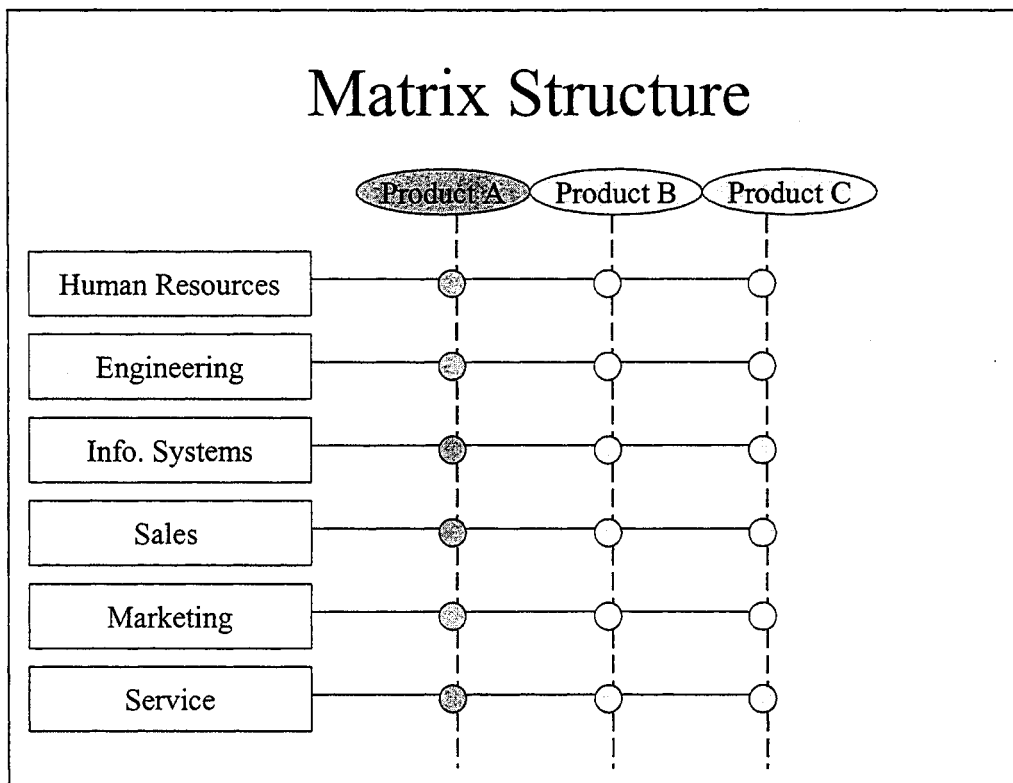 Matrix Structure
Product A Product B Product C
Human Resources
Engineering
Info. Systems
Sales
Marketing
Service